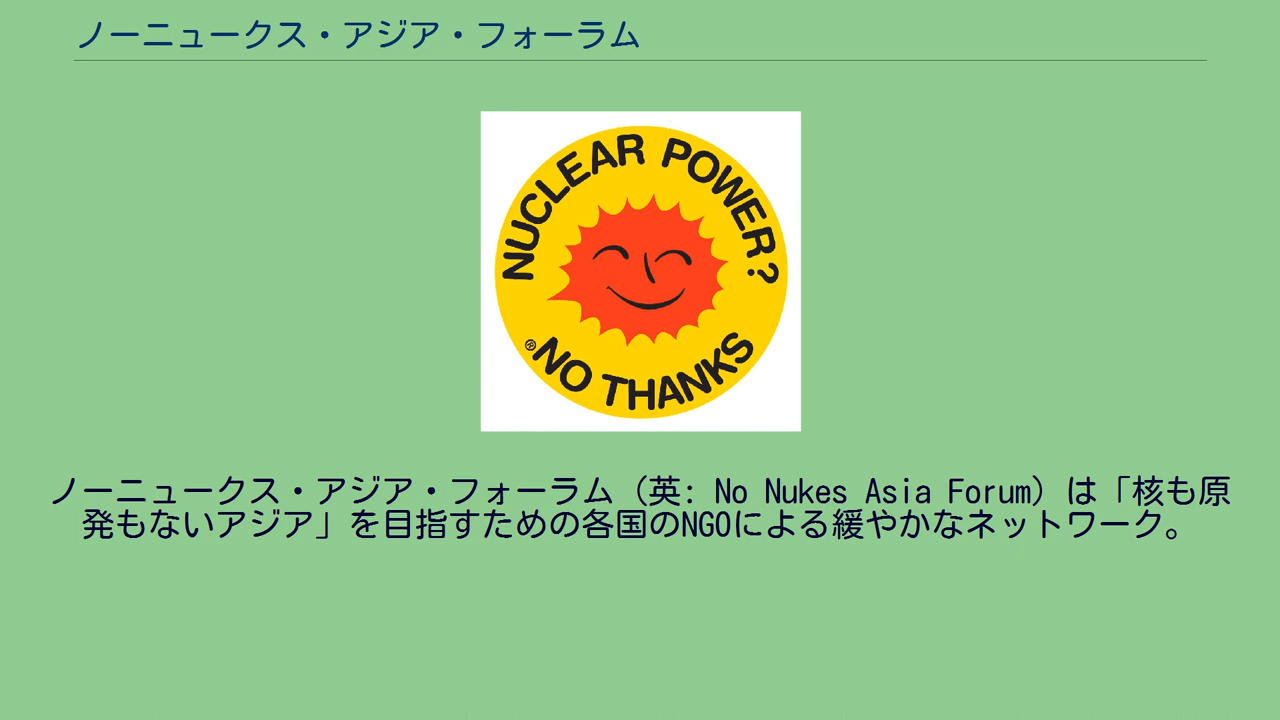 ノーニュークス・アジア・フォーラム
NUCLEAR POWER?
® NO THANKS
ノーニュークス・アジア・フォーラム（英: No Nukes Asia Forum）は「核も原
発もないアジア」を目指すための各国のNGOによる緩やかなネットワーク。